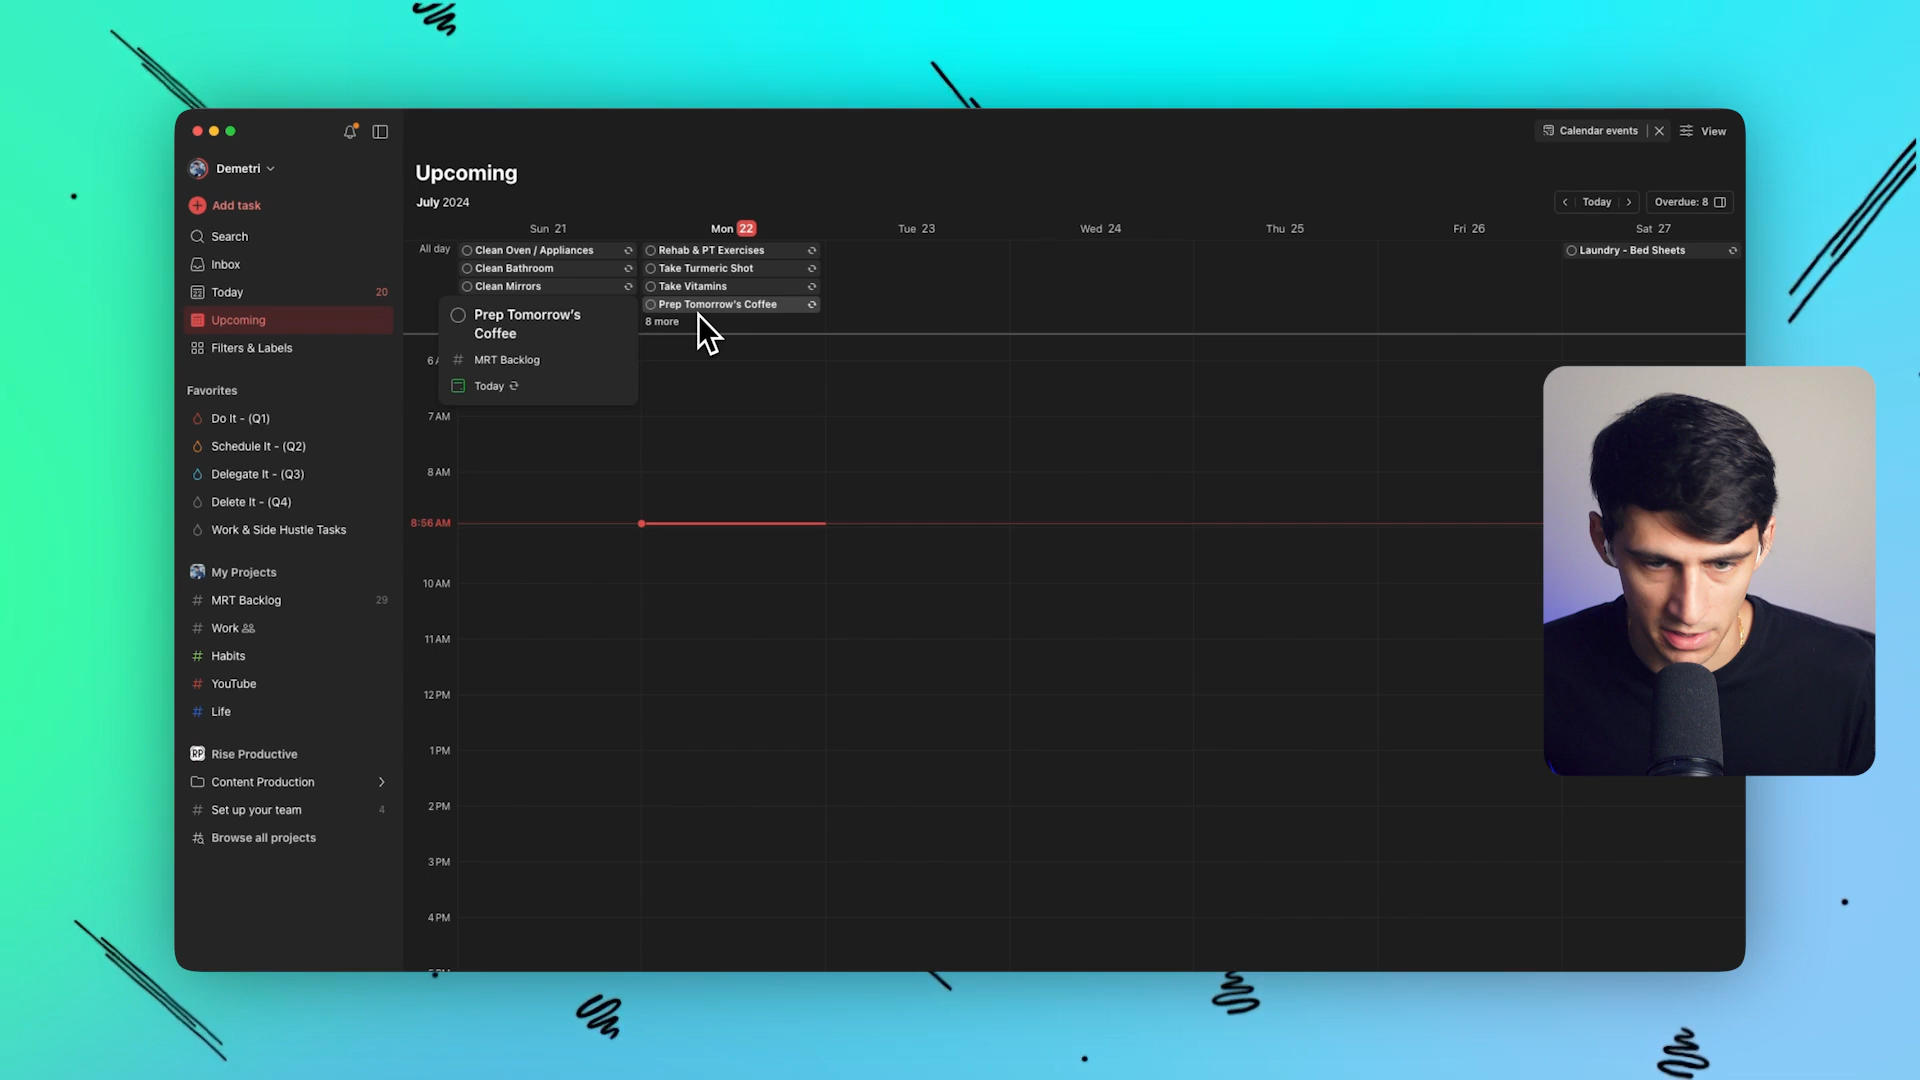 Calendar events
View
Demetri
Upcoming
Add task
July 2024
Today
Overdue: 8
Search
Sun 21
Mon 22
Tue 23
Wed 24
Thu 25
Fri 26
Sat 27
All day
Clean Oven / Appliances
Rehab & PT Exercises
Laundry - Bed Sheets
Inbox
Clean Bathroom
Take Turmeric Shot
Today
20
Clean Mirrors
Take Vitamins
Prep Tomorrow's Coffee
Upcoming
Prep Tomorrow's
Coffee
8 more
Filters & Labels
MRT Backlog
6 A
Today
Favorites
Do It - (Q1)
7 AM
Schedule It - (Q2)
Delegate It - (Q3)
8 AM
Delete It - (Q4)
8:56 AM
Work & Side Hustle Tasks
My Projects
10 AM
MRT Backlog
29
Work
11 AM
Habits
YouTube
12 PM
Life
RP
Rise Productive
1 PM
Content Production
Set up your team
4
2 PM
Browse all projects
3 PM
4 PM